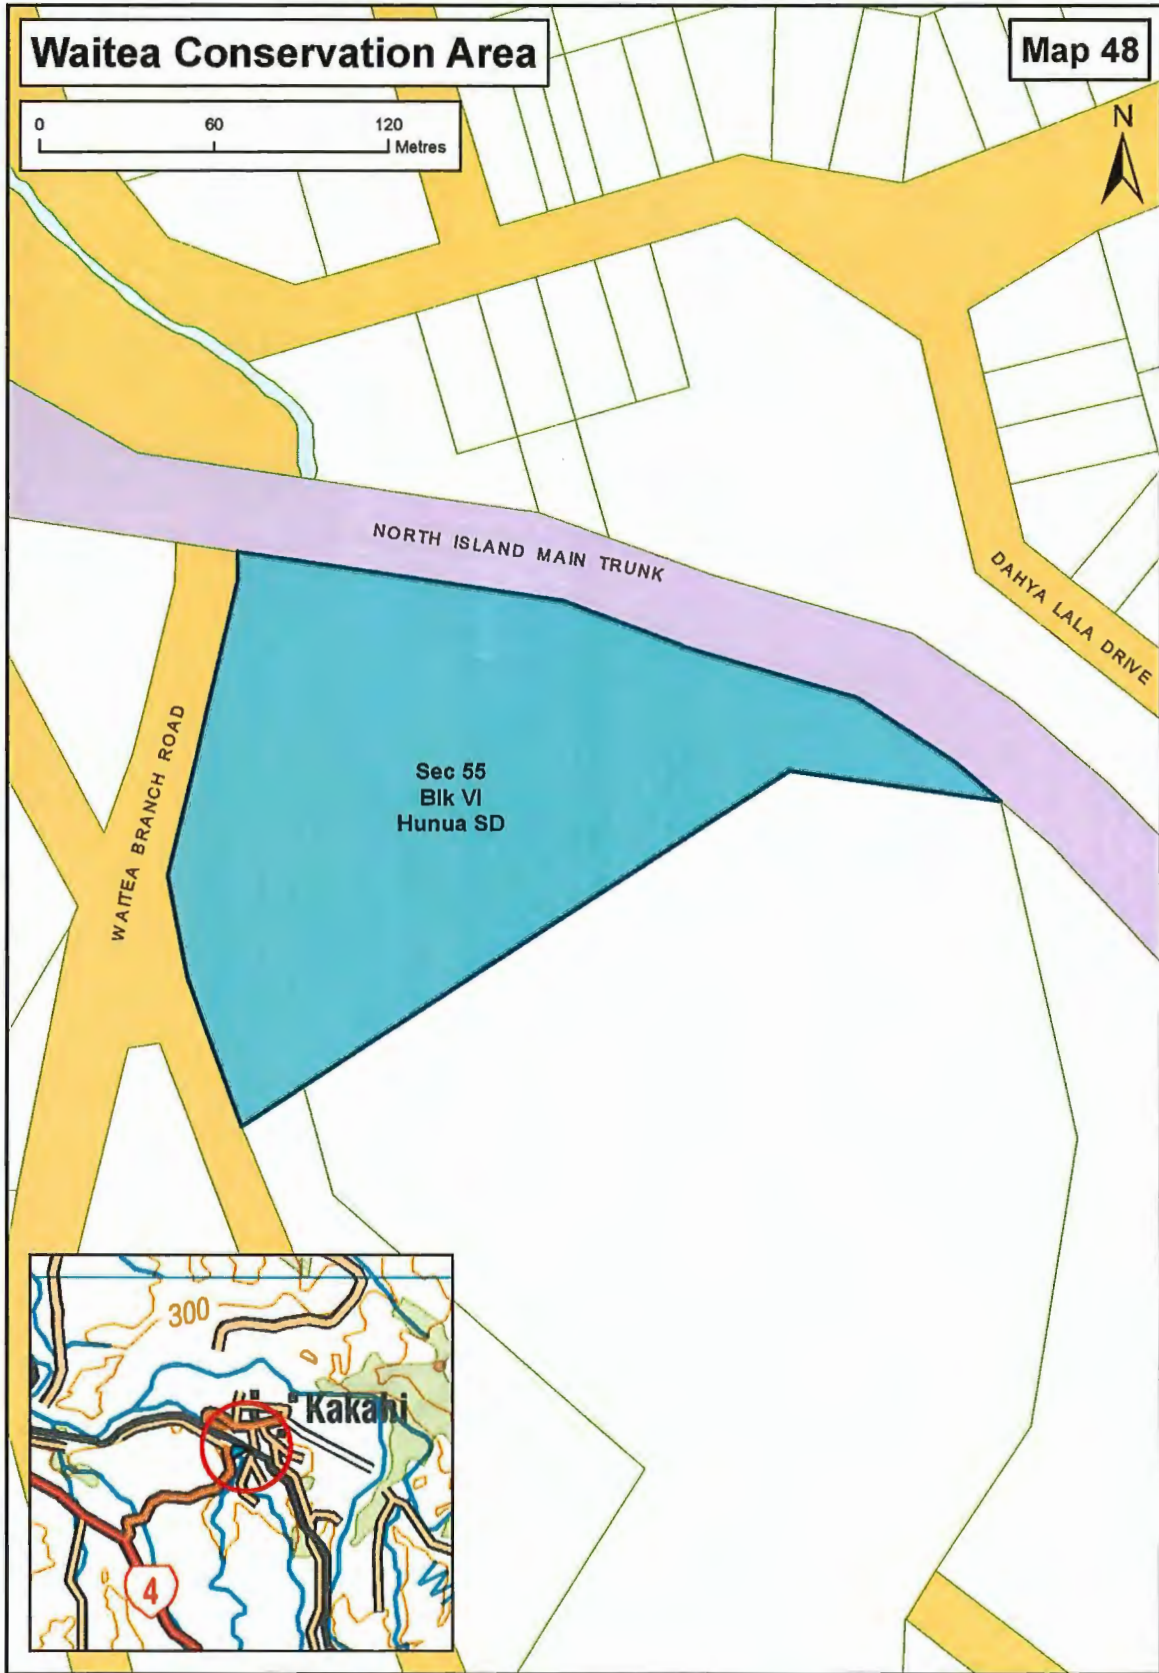 Waitea Conservation Area
Map 48
0 60 120
Metres
N
NORTH ISLAND MAIN TRUNK
DAHYA LALA DRIVE
WAITEA BRANCH ROAD
Sec 55
Blk VI
Hunua SD
300
Kakahi
4